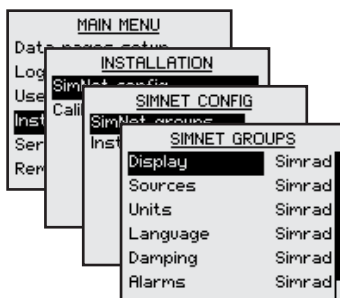 MAIN MENU
Data pages setup
Log
Use
Inst
Ser
Rem
INSTALLATION
SimNet config
Cali
SIMNET CONFIG
SimNet groups
Inst
SIMNET GROUPS
Display Simrad
Sources Simrad
Units Simrad
Language Simrad
Damping Simrad
Alarms Simrad